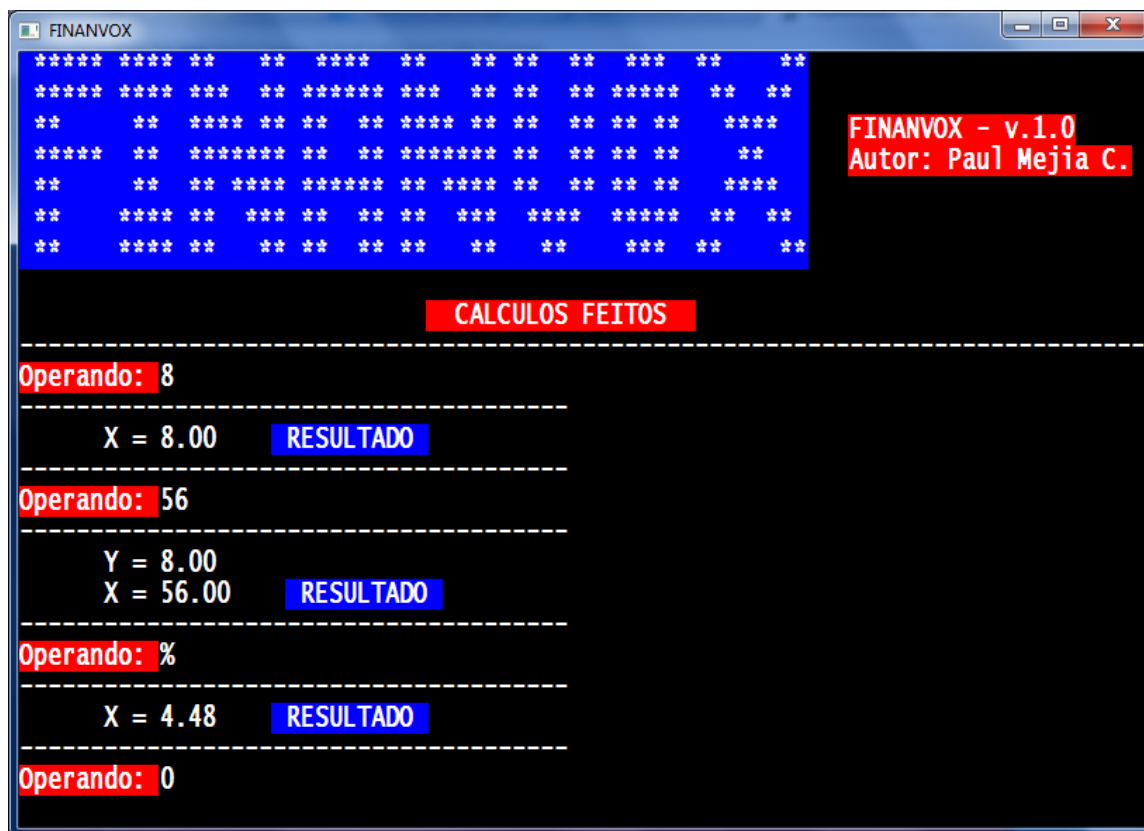 FINANVOX
***** **** **    **  ****  **    ** **  **  ***  **    **
***** **** ***  ** ****** ***  ** **  ** *****  **  **
**    **  **** ** **  ** **** ** **  ** ** **   ****
*****  **  ******* **  ** ******* **  ** ** **    **
**    **  ** **** ****** ** **** **  ** ** **   ****
**    **** **  *** **  ** **  ***  ****  *****  **  **
**    **** **   ** **  ** **   **   **    ***  **    **
FINANVOX - v.1.0
Autor: Paul Mejia C.
CALCULOS FEITOS
--------------------------------------------------------------------------------
Operando: 8
---------------------------------------
X = 8.00 RESULTADO
---------------------------------------
Operando: 56
---------------------------------------
Y = 8.00
X = 56.00 RESULTADO
---------------------------------------
Operando: %
---------------------------------------
X = 4.48 RESULTADO
---------------------------------------
Operando: 0